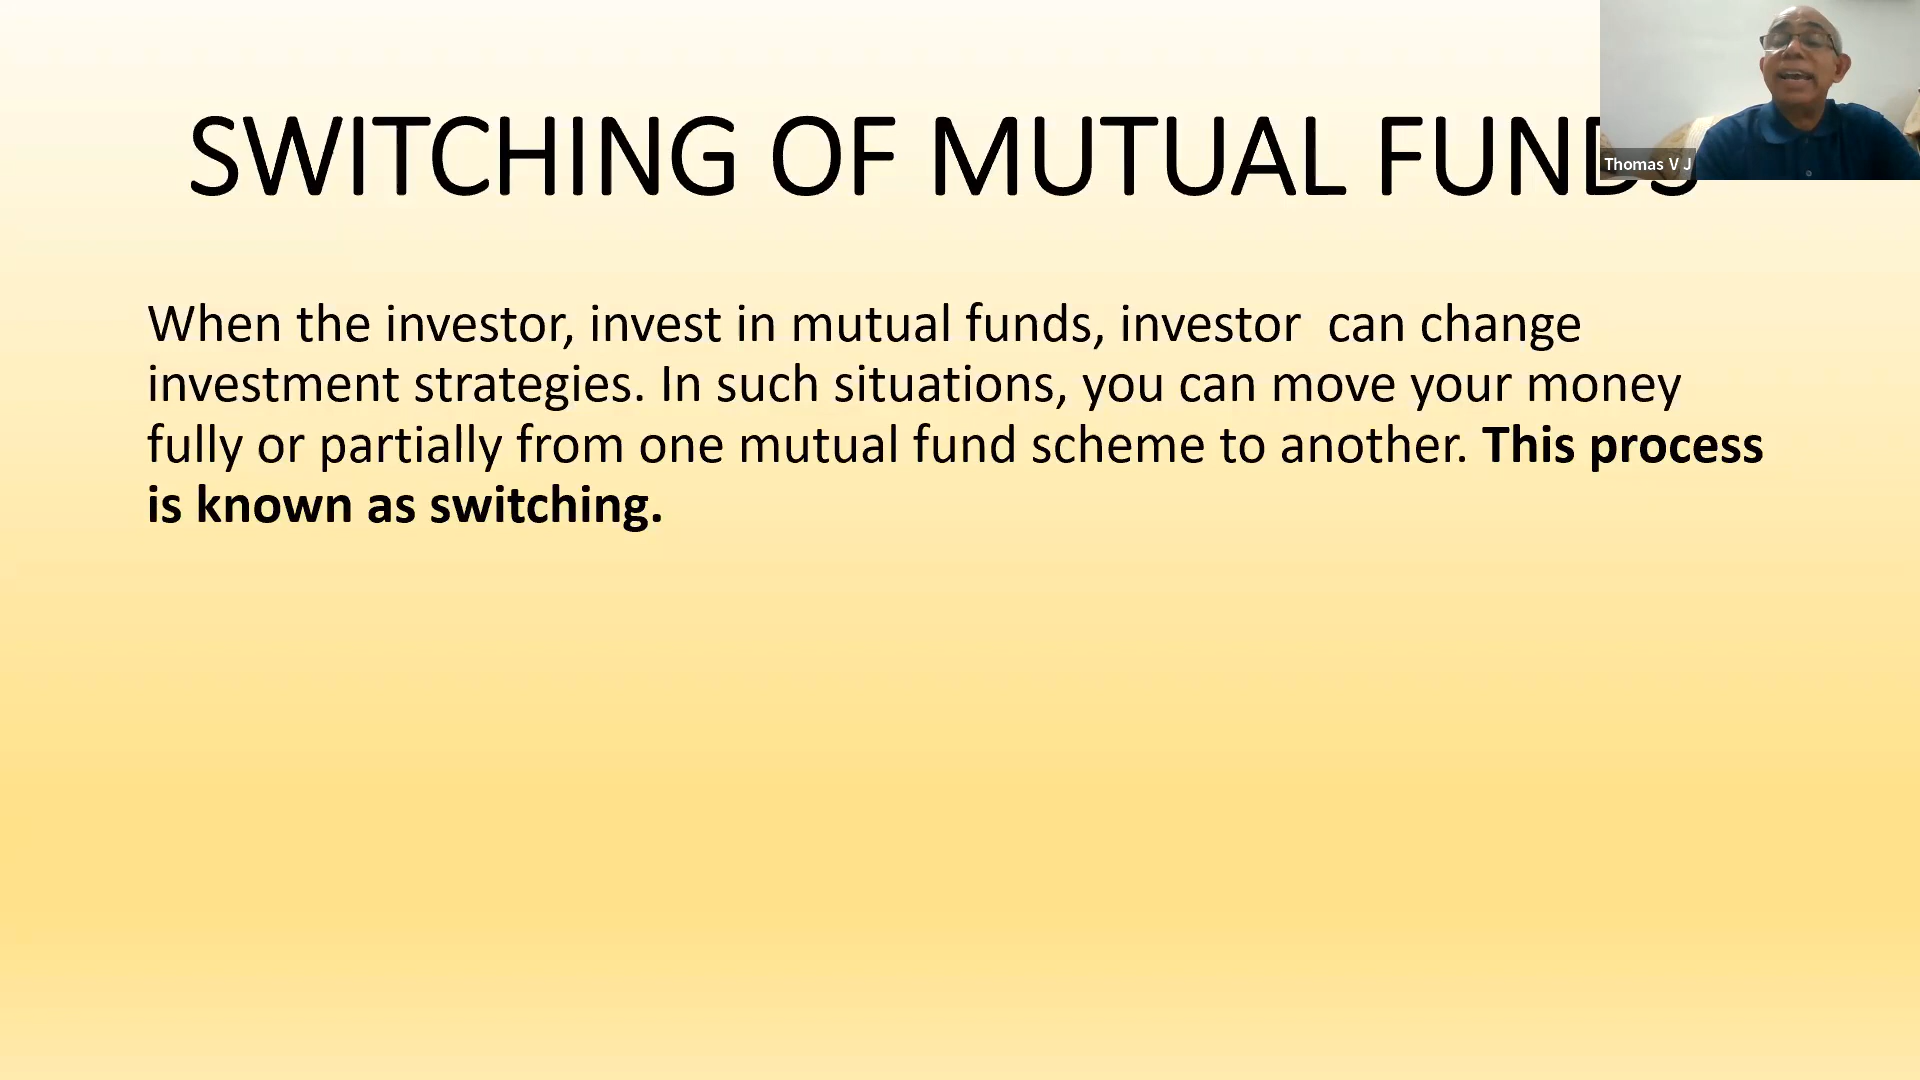 SWITCHING OF MUTUAL FUNDS
Thomas V J
When the investor, invest in mutual funds, investor  can change
investment strategies. In such situations, you can move your money
fully or partially from one mutual fund scheme to another. This process
is known as switching.